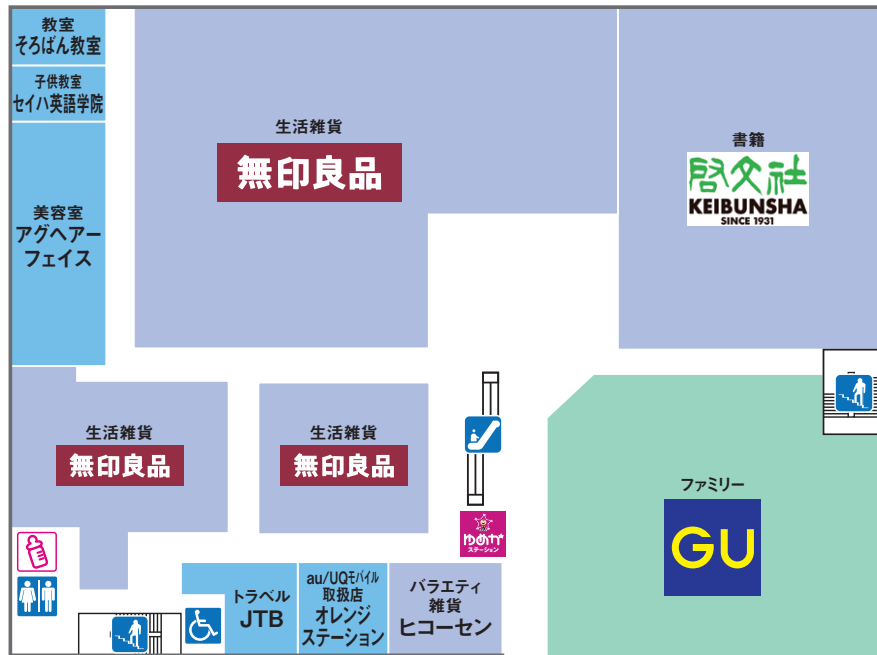 教室
そろばん教室
子供教室
セイハ英語学院
美容室
アグヘアー
フェイス
生活雑貨
無印良品
書籍
啓文社
KEIBUNSHA
SINCE 1931
生活雑貨
無印良品
生活雑貨
無印良品
ゆめか
ステーション
ファミリー
GU
トラベル
JTB
au/UQモバイル
取扱店
オレンジ
ステーション
バラエティ
雑貨
ヒコーセン